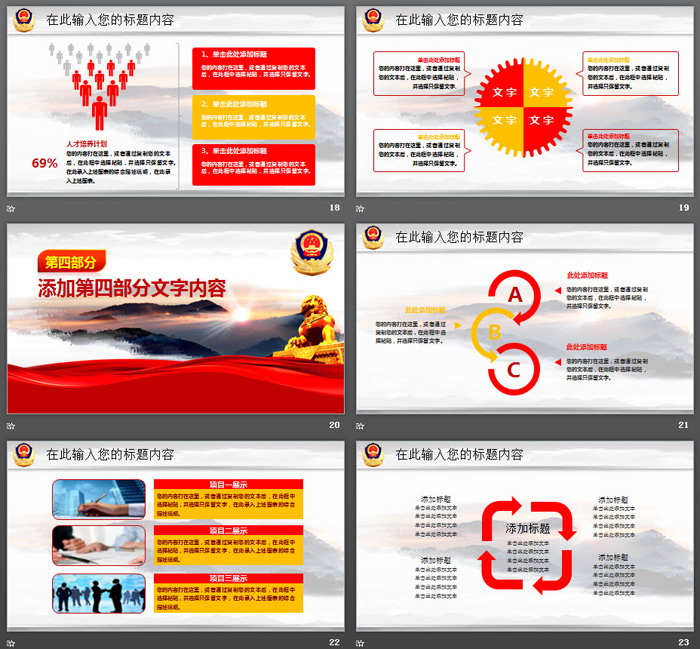 在此输入您的标题内容
69%
人才培养计划
您的内容打在这里，或者通过复制您的文本
后，在此框中选择粘贴，并选择只保留文字。
在此录入上述图表的综合描述说明，在此录
入上述图表。
1、单击此处添加标题
您的内容打在这里，或者通过复制您的文本
后，在此框中选择粘贴，并选择只保留文字。
2、单击此处添加标题
您的内容打在这里，或者通过复制您的文本
后，在此框中选择粘贴，并选择只保留文字。
3、单击此处添加标题
您的内容打在这里，或者通过复制您的文本
后，在此框中选择粘贴，并选择只保留文字。
18
在此输入您的标题内容
单击此处添加标题
您的内容打在这里，或者通过复制您
的文本后，在此框中选择粘贴，
并选择只保留文字。
单击此处添加标题
您的内容打在这里，或者通过复制您
的文本后，在此框中选择粘贴，
并选择只保留文字。
文字
文字
文字
文字
单击此处添加标题
您的内容打在这里，或者通过复制
您的文本后，在此框中选择粘贴，
并选择只保留文字。
单击此处添加标题
您的内容打在这里，或者通过复制
您的文本后，在此框中选择粘贴，
并选择只保留文字。
19
第四部分
添加第四部分文字内容
20
在此输入您的标题内容
A
B
C
此处添加标题
您的内容打在这里，或者通过复制
您的文本后，在此框中选择粘贴，
并选择只保留文字。
此处添加标题
您的内容打在这里，或者通过
复制您的文本后，在此框中选
择粘贴，并选择只保留文字。
此处添加标题
您的内容打在这里，或者通过复制
您的文本后，在此框中选择粘贴，
并选择只保留文字。
21
在此输入您的标题内容
项目一展示
您的内容打在这里，或者通过复制您的文本后，在此框中
选择粘贴，并选择只保留文字，在此录入上述图表的综合
描述说明。
项目二展示
您的内容打在这里，或者通过复制您的文本后，在此框中
选择粘贴，并选择只保留文字，在此录入上述图表的综合
描述说明。
项目三展示
您的内容打在这里，或者通过复制您的文本后，在此框中
选择粘贴，并选择只保留文字，在此录入上述图表的综合
描述说明。
22
在此输入您的标题内容
添加标题
单击此处添加文本
单击此处添加文本
单击此处添加文本
单击此处添加文本
添加标题
单击此处添加文本
单击此处添加文本
单击此处添加文本
单击此处添加文本
添加标题
单击此处添加文本
单击此处添加文本
单击此处添加文本
单击此处添加文本
添加标题
单击此处添加文本
单击此处添加文本
单击此处添加文本
单击此处添加文本
添加标题
单击此处添加文本
单击此处添加文本
单击此处添加文本
单击此处添加文本
23